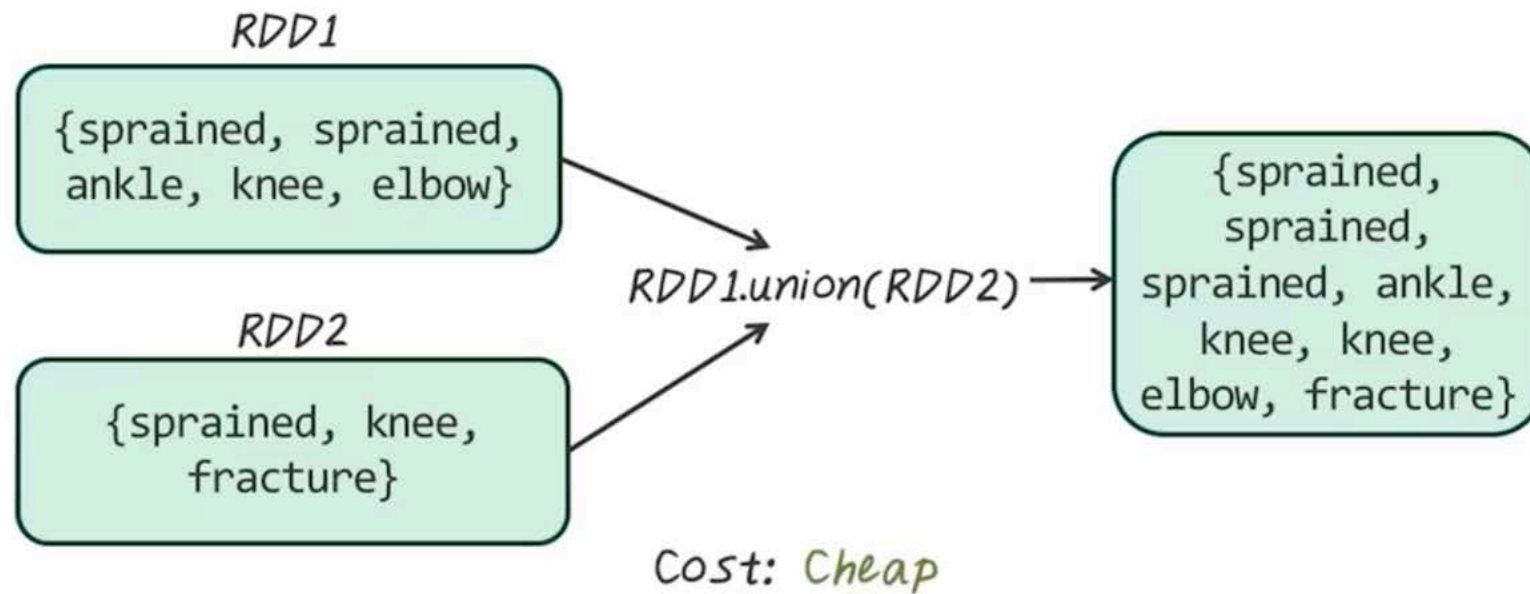 RDD1
{sprained, sprained,
ankle, knee, elbow}
RDD2
{sprained, knee,
fracture}
RDD1.union(RDD2)
{sprained,
sprained,
sprained, ankle,
knee, knee,
elbow, fracture}
Cost: Cheap